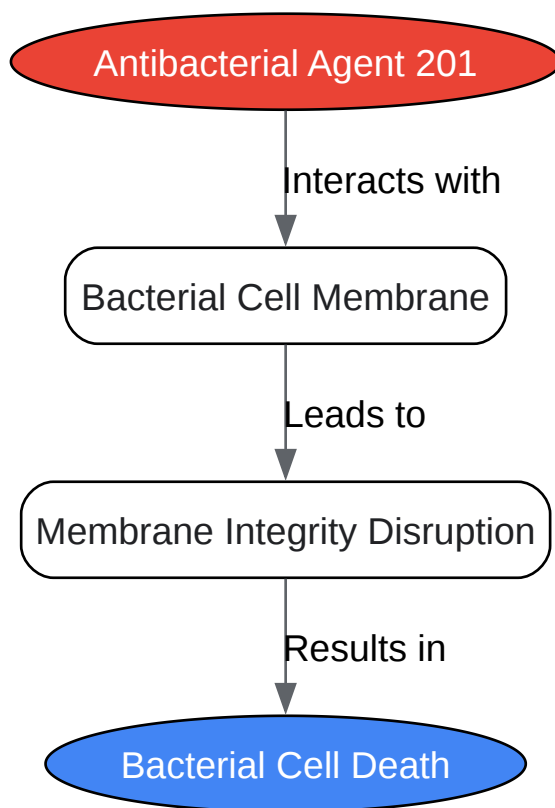 Antibacterial Agent 201
Interacts with
Bacterial Cell Membrane
Leads to
Membrane Integrity Disruption
Results in
Bacterial Cell Death